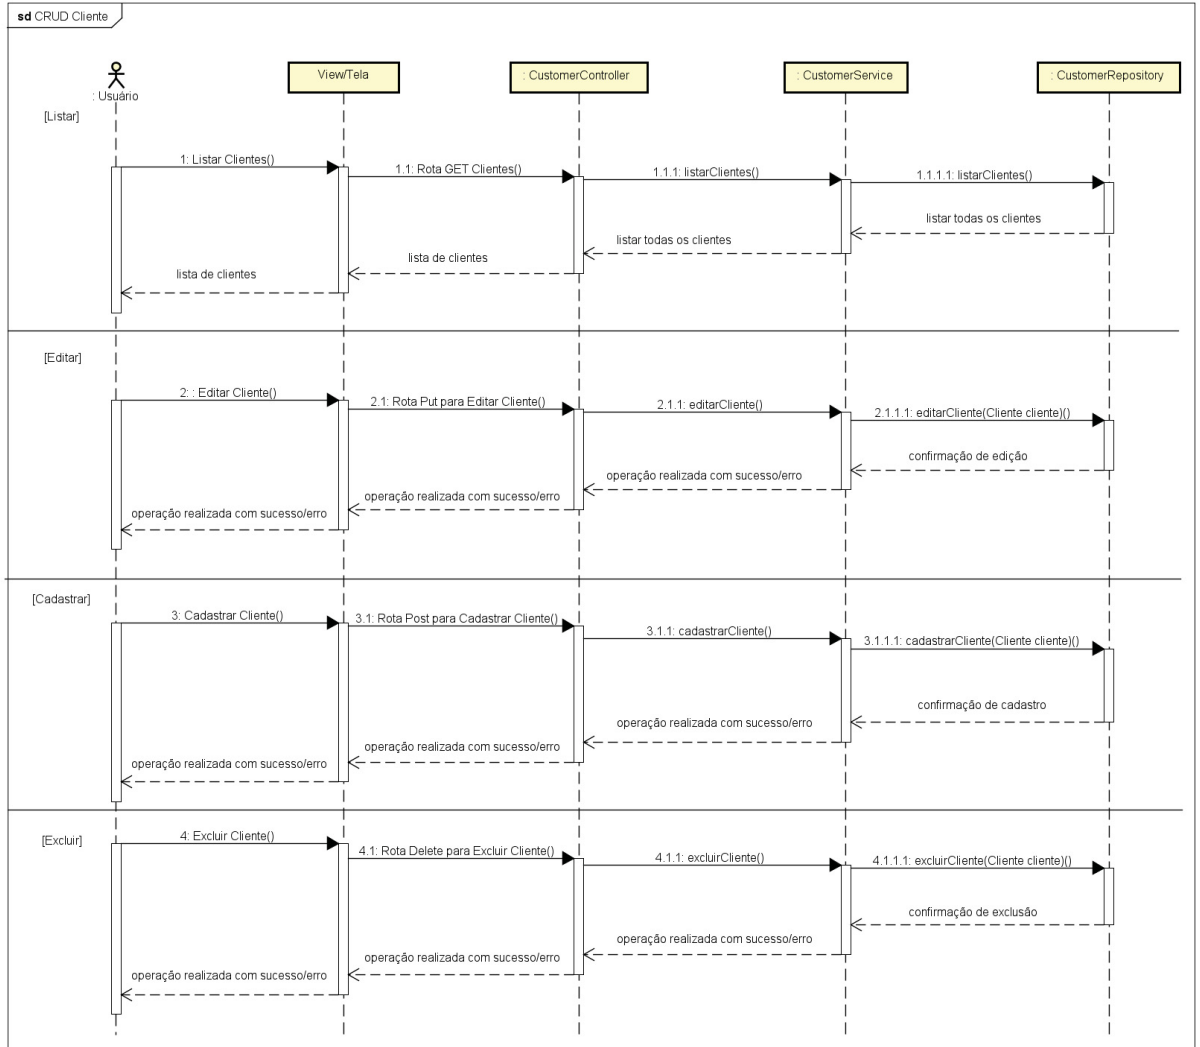 sd CRUD Cliente
: Usuário
View/Tela
: CustomerController
: CustomerService
: CustomerRepository
[Listar]
1: Listar Clientes()
1.1: Rota GET Clientes()
1.1.1: listarClientes()
1.1.1.1: listarClientes()
listar todas os clientes
listar todas os clientes
lista de clientes
lista de clientes
[Editar]
2: : Editar Cliente()
2.1: Rota Put para Editar Cliente()
2.1.1: editarCliente()
2.1.1.1: editarCliente(Cliente cliente)()
confirmação de edição
operação realizada com sucesso/erro
operação realizada com sucesso/erro
operação realizada com sucesso/erro
[Cadastrar]
3: Cadastrar Cliente()
3.1: Rota Post para Cadastrar Cliente()
3.1.1: cadastrarCliente()
3.1.1.1: cadastrarCliente(Cliente cliente)()
confirmação de cadastro
operação realizada com sucesso/erro
operação realizada com sucesso/erro
operação realizada com sucesso/erro
[Excluir]
4: Excluir Cliente()
4.1: Rota Delete para Excluir Cliente()
4.1.1: excluirCliente()
4.1.1.1: excluirCliente(Cliente cliente)()
confirmação de exclusão
operação realizada com sucesso/erro
operação realizada com sucesso/erro
operação realizada com sucesso/erro